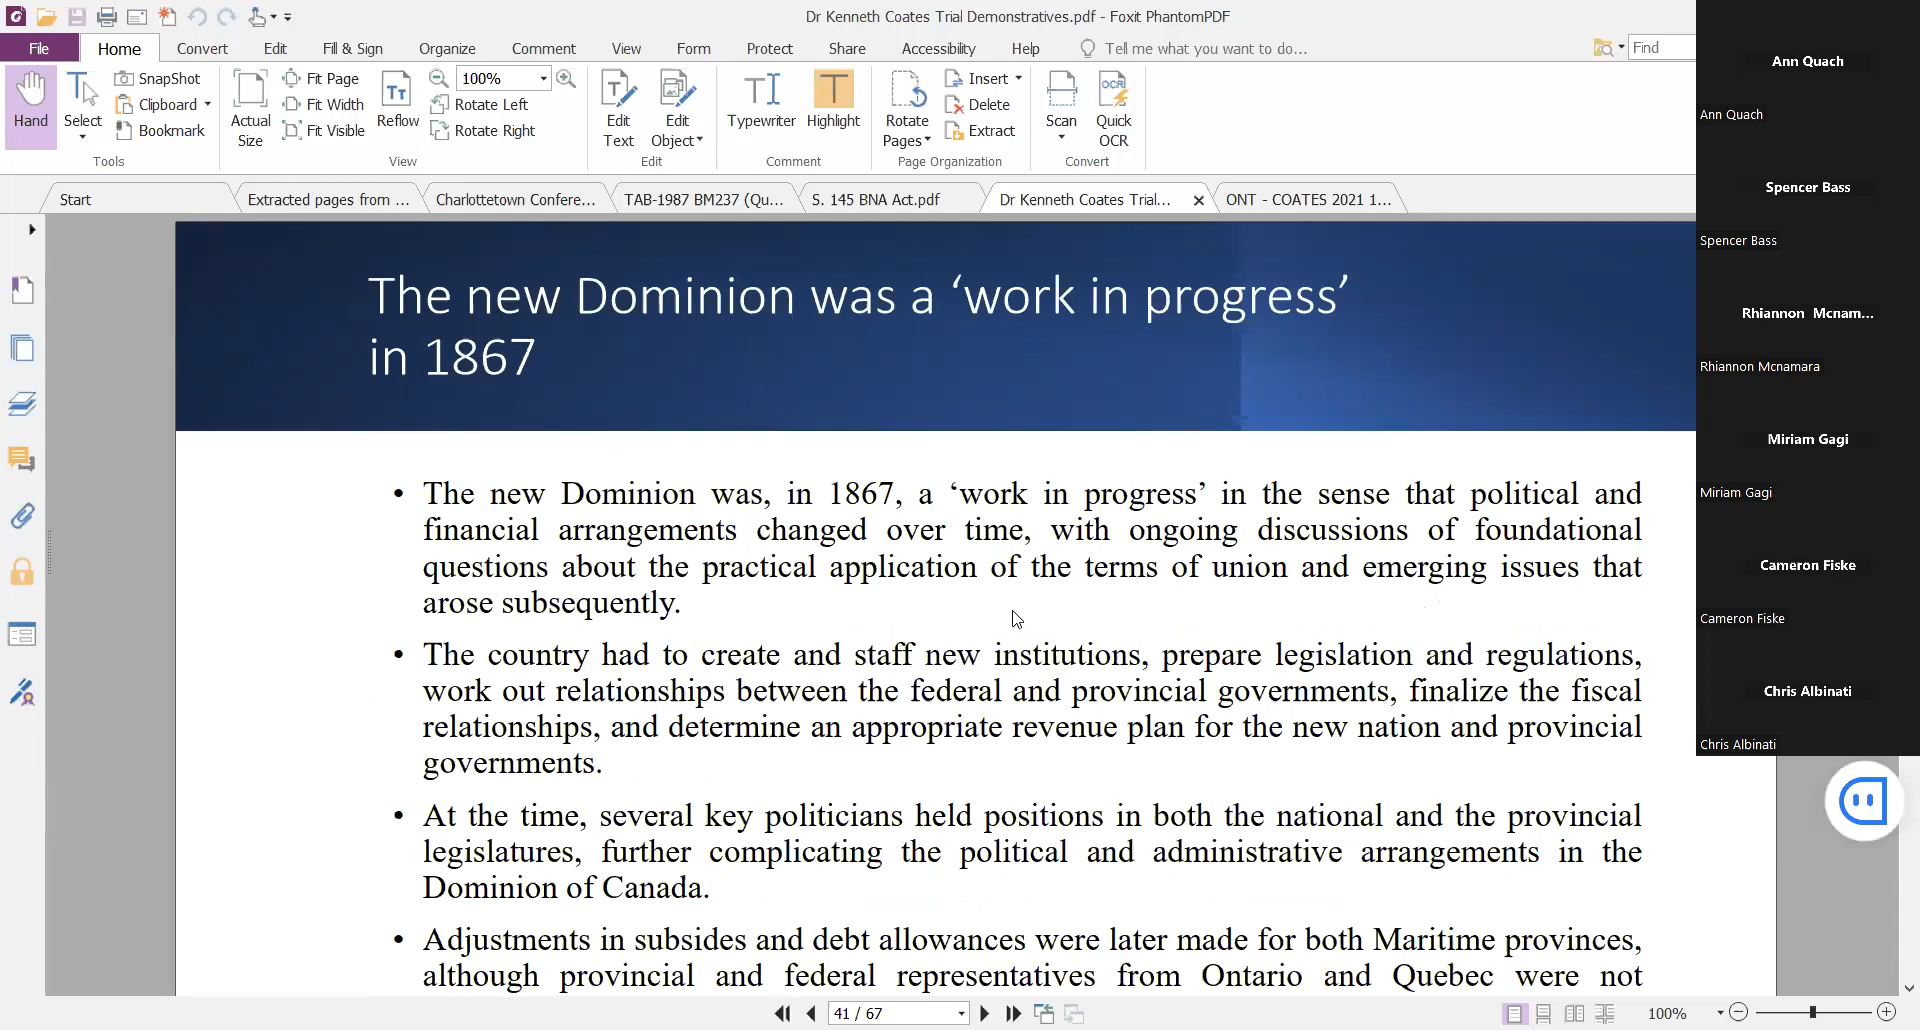 Dr Kenneth Coates Trial Demonstratives.pdf - Foxit PhantomPDF
File Home Convert Edit Fill & Sign Organize Comment View Form Protect Share Accessibility Help Tell me what you want to do... Find
Hand
Select
SnapShot
Clipboard
Bookmark
Tools
Actual
Size
Fit Page
Fit Width
Fit Visible
Reflow
100%
Rotate Left
Rotate Right
View
Edit
Text
Edit
Object
Edit
Typewriter
Highlight
Comment
Rotate
Pages
Insert
Delete
Extract
Page Organization
Scan
OCR
Quick
OCR
Convert
Start
Extracted pages from ...
Charlottetown Confere...
TAB-1987 BM237 (Qu...
S. 145 BNA Act.pdf
Dr Kenneth Coates Trial...
ONT - COATES 2021 1...
The new Dominion was a ‘work in progress’
in 1867
• The new Dominion was, in 1867, a ‘work in progress’ in the sense that political and
financial arrangements changed over time, with ongoing discussions of foundational
questions about the practical application of the terms of union and emerging issues that
arose subsequently.
• The country had to create and staff new institutions, prepare legislation and regulations,
work out relationships between the federal and provincial governments, finalize the fiscal
relationships, and determine an appropriate revenue plan for the new nation and provincial
governments.
• At the time, several key politicians held positions in both the national and the provincial
legislatures, further complicating the political and administrative arrangements in the
Dominion of Canada.
• Adjustments in subsides and debt allowances were later made for both Maritime provinces,
although provincial and federal representatives from Ontario and Quebec were not
41 / 67
100%
Ann Quach
Ann Quach
Spencer Bass
Spencer Bass
Rhiannon Mcnam...
Rhiannon Mcnamara
Miriam Gagi
Miriam Gagi
Cameron Fiske
Cameron Fiske
Chris Albinati
Chris Albinati